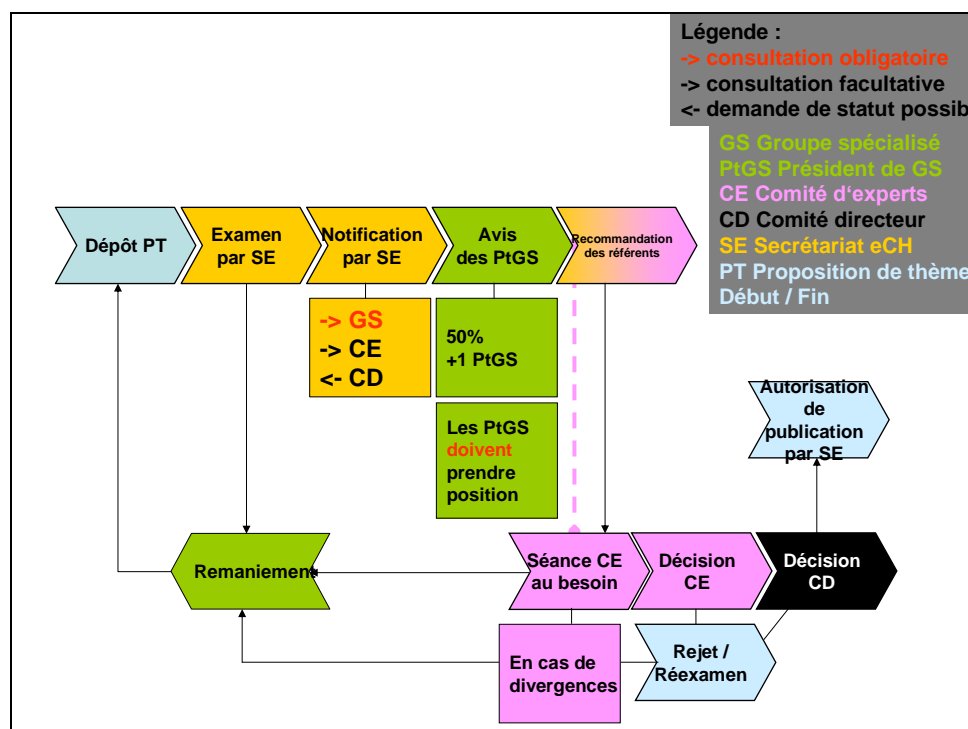 Légende :
-> consultation obligatoire
-> consultation facultative
<- demande de statut possib
GS Groupe spécialisé
PtGS Président de GS
CE Comité d‘experts
CD Comité directeur
SE Secrétariat eCH
PT Proposition de thème
Début / Fin
Dépôt PT
Examen
par SE
Notification
par SE
Avis
des PtGS
Recommandation
des référents
-> GS
-> CE
<- CD
50%
+1 PtGS
Les PtGS
doivent
prendre
position
Autorisation
de
publication
par SE
Remaniement
Séance CE
au besoin
Décision
CE
Décision
CD
En cas de
divergences
Rejet /
Réexamen